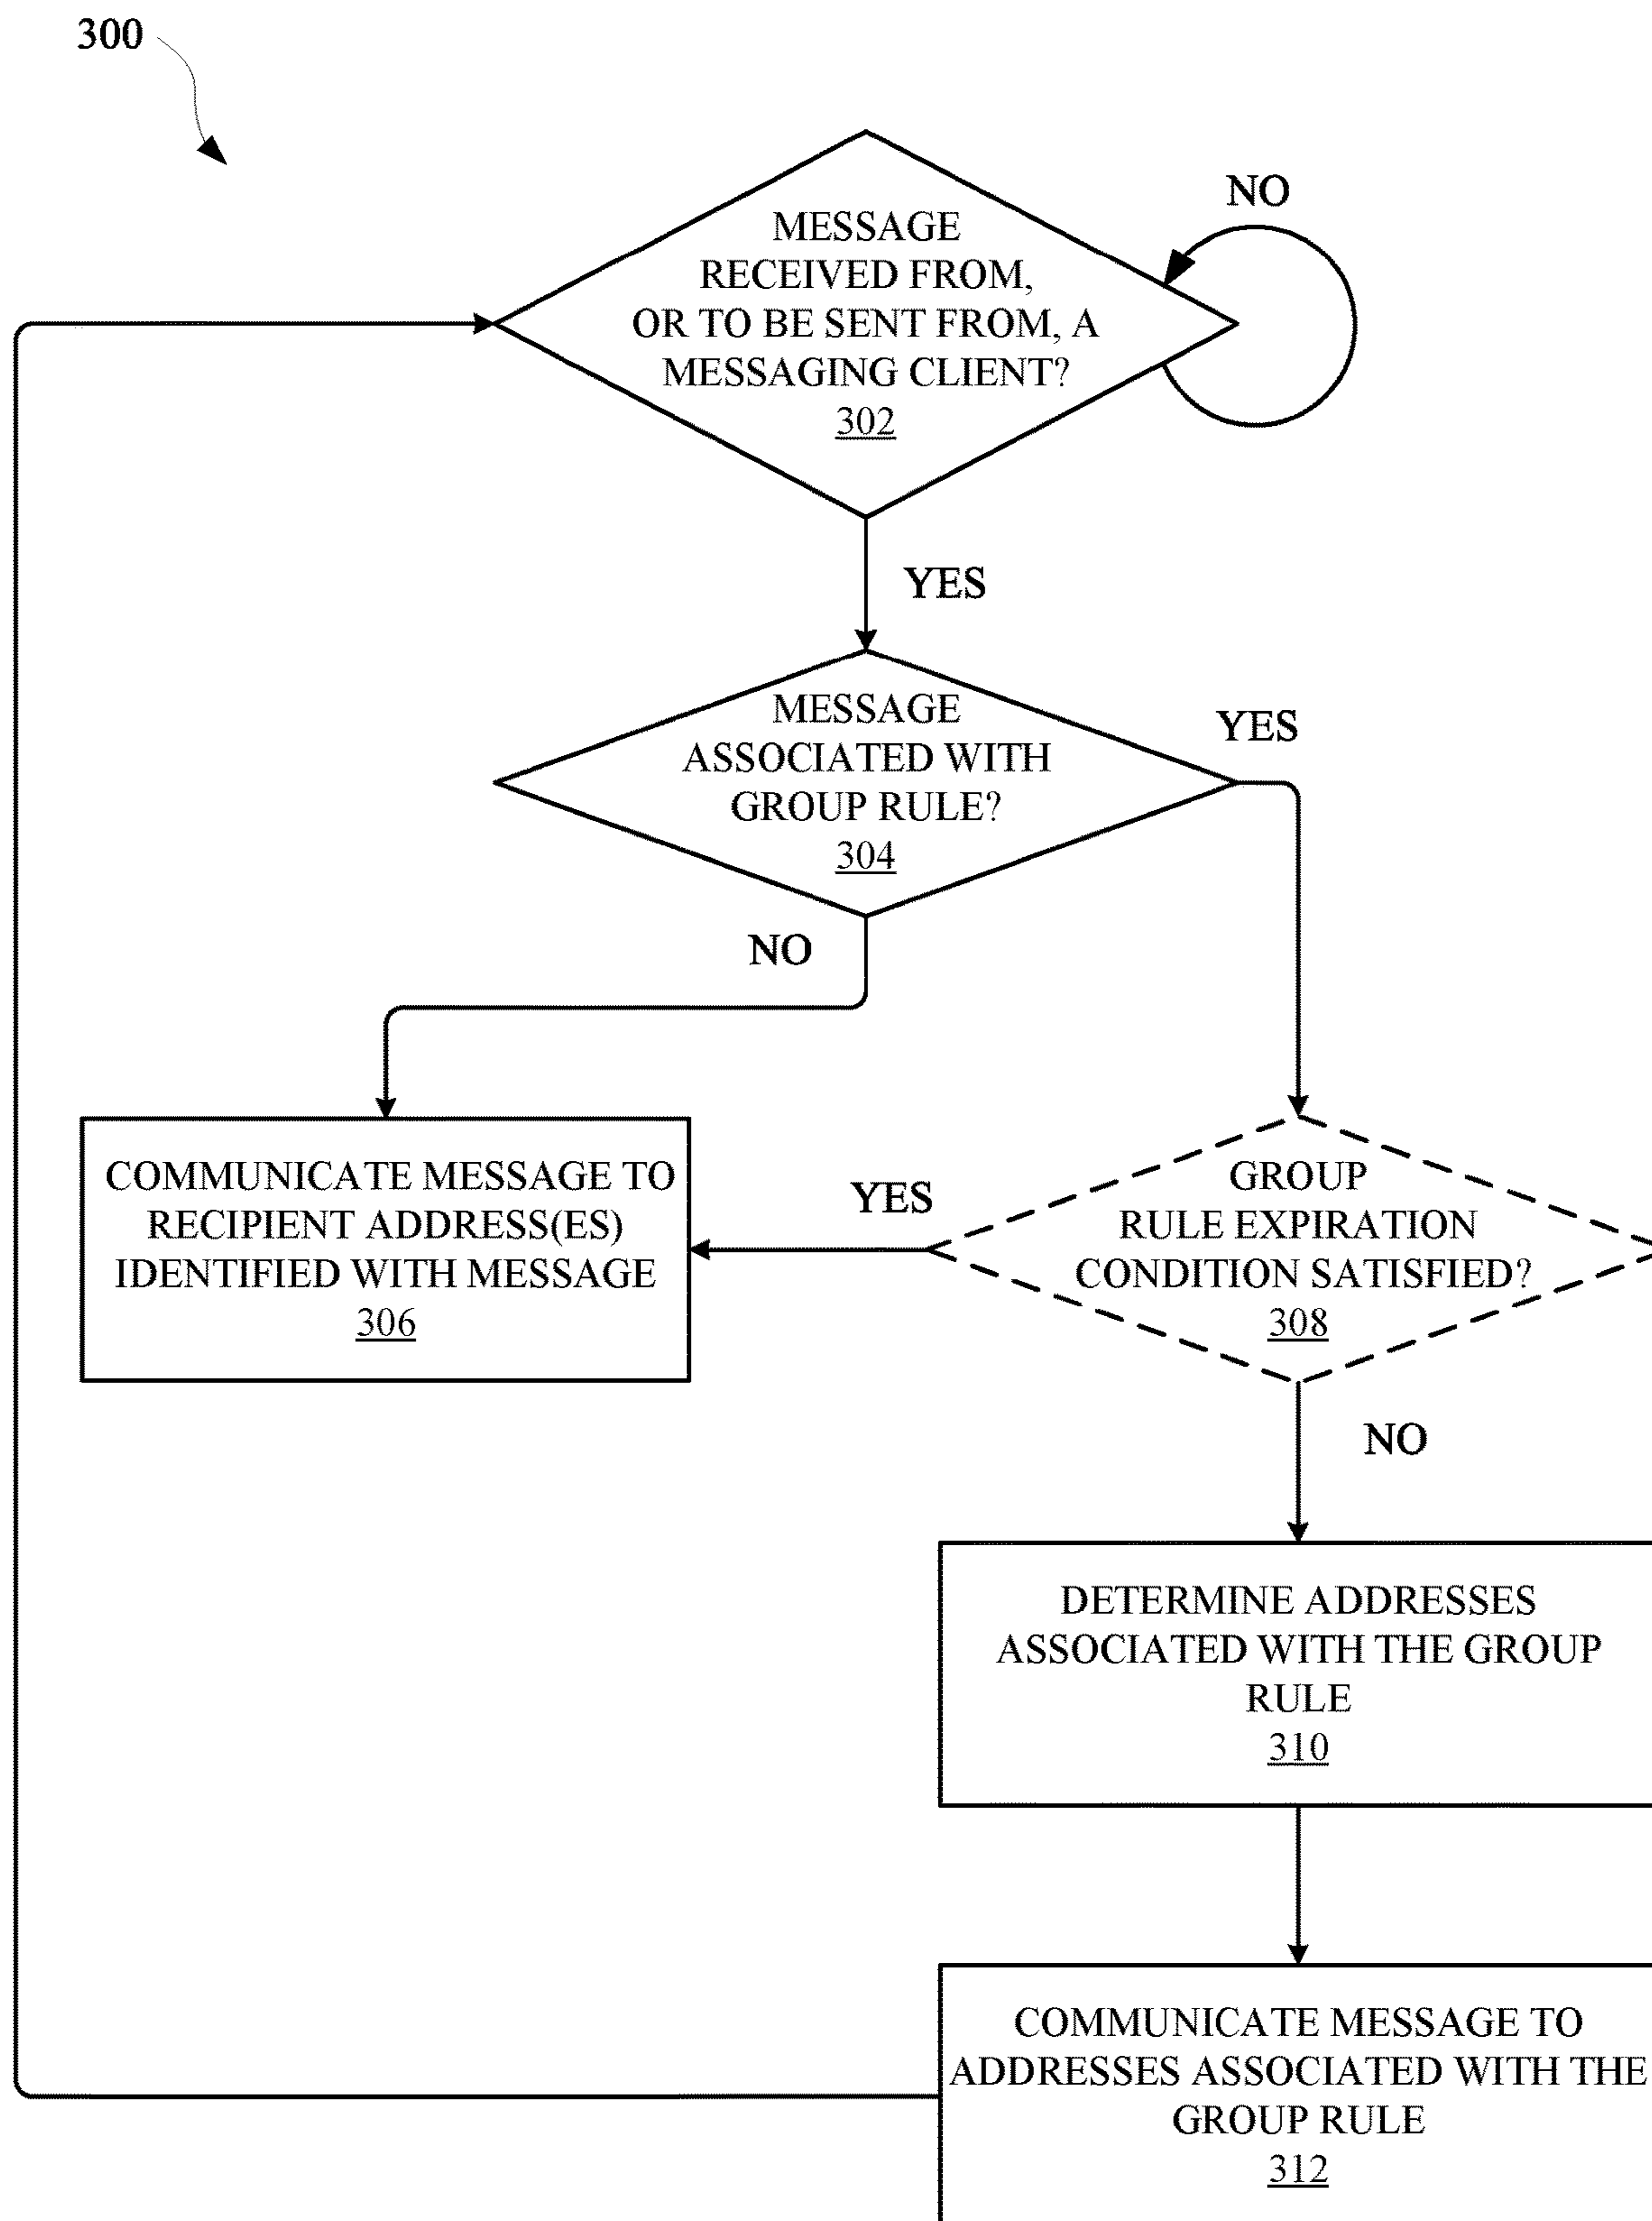 300
MESSAGE
RECEIVED FROM,
OR TO BE SENT FROM, A
MESSAGING CLIENT?
302
NO
YES
MESSAGE
ASSOCIATED WITH
GROUP RULE?
304
YES
NO
COMMUNICATE MESSAGE TO
RECIPIENT ADDRESS(ES)
IDENTIFIED WITH MESSAGE
306
YES
GROUP
RULE EXPIRATION
CONDITION SATISFIED?
308
NO
DETERMINE ADDRESSES
ASSOCIATED WITH THE GROUP
RULE
310
COMMUNICATE MESSAGE TO
ADDRESSES ASSOCIATED WITH THE
GROUP RULE
312